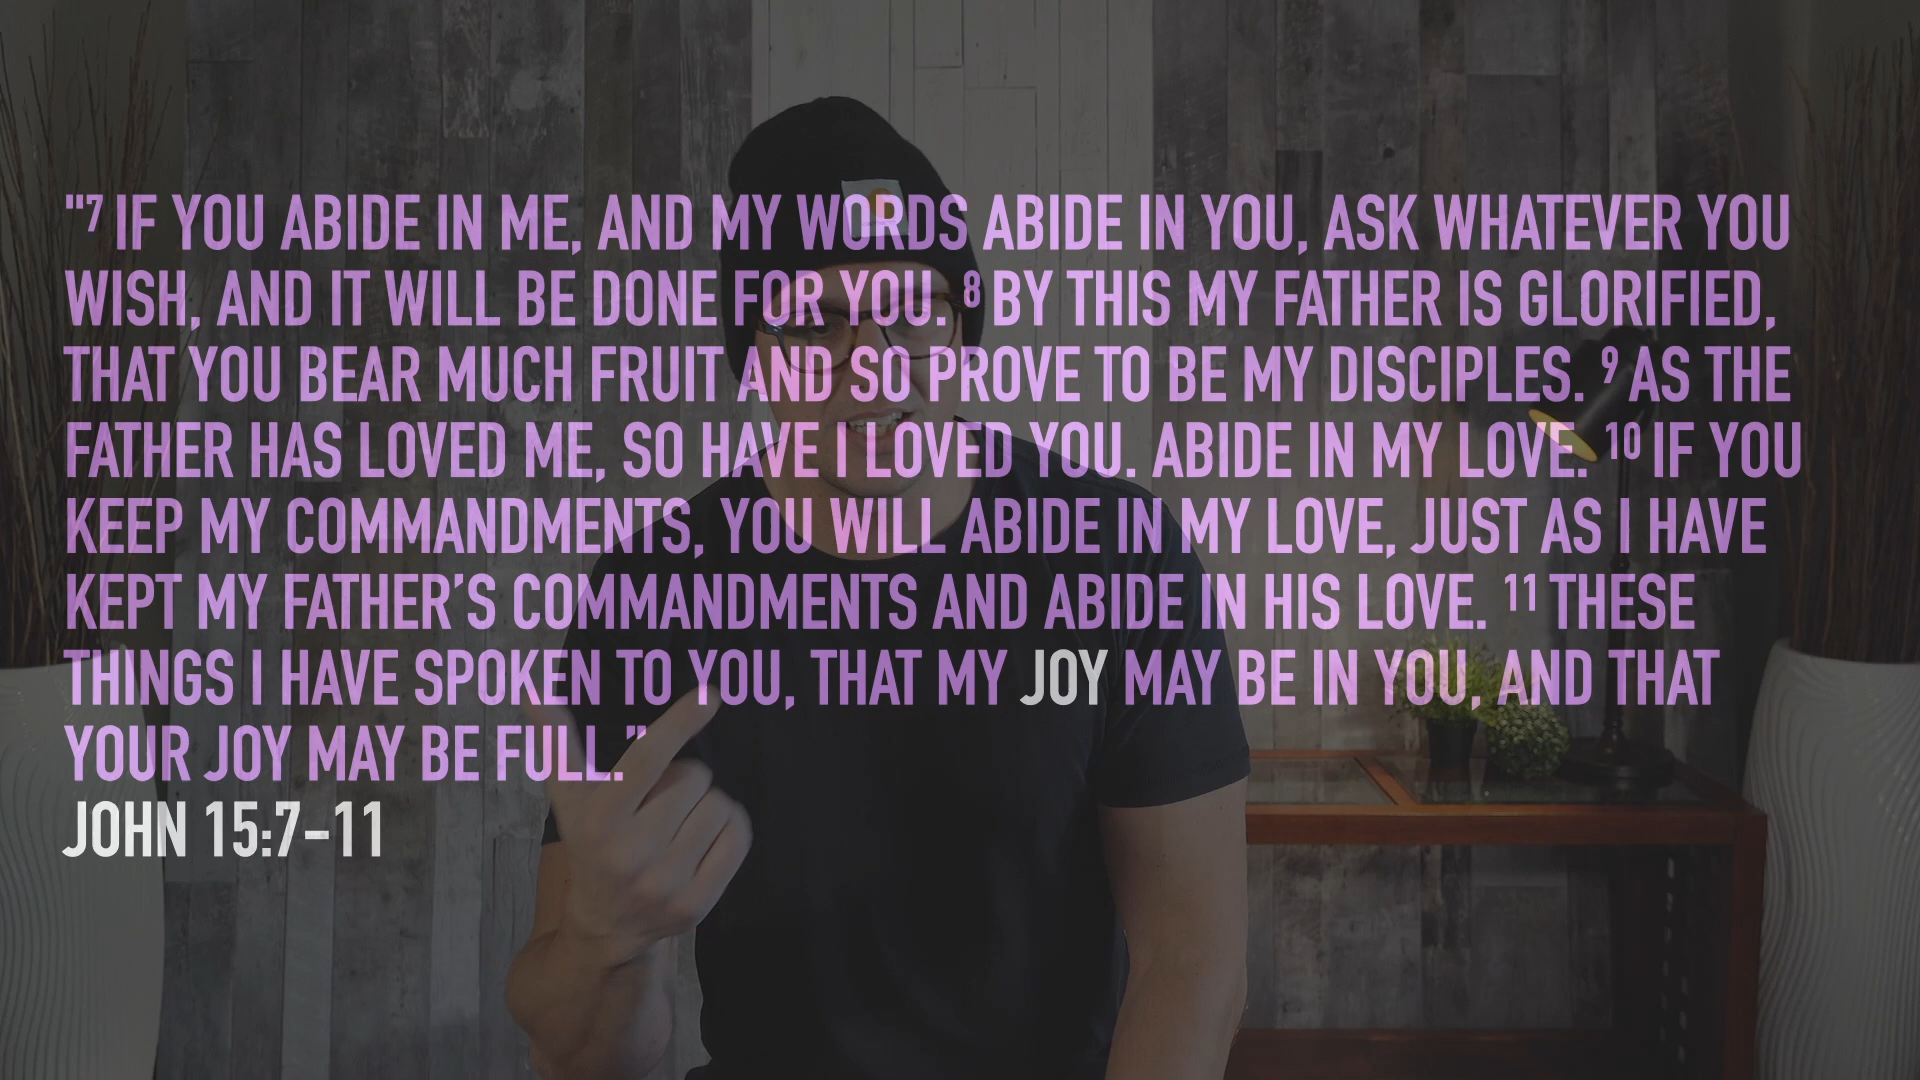 "⁷ IF YOU ABIDE IN ME, AND MY WORDS ABIDE IN YOU, ASK WHATEVER YOU
WISH, AND IT WILL BE DONE FOR YOU. ⁸ BY THIS MY FATHER IS GLORIFIED,
THAT YOU BEAR MUCH FRUIT AND SO PROVE TO BE MY DISCIPLES. ⁹ AS THE
FATHER HAS LOVED ME, SO HAVE I LOVED YOU. ABIDE IN MY LOVE. ¹⁰ IF YOU
KEEP MY COMMANDMENTS, YOU WILL ABIDE IN MY LOVE, JUST AS I HAVE
KEPT MY FATHER'S COMMANDMENTS AND ABIDE IN HIS LOVE. ¹¹ THESE
THINGS I HAVE SPOKEN TO YOU, THAT MY JOY MAY BE IN YOU, AND THAT
YOUR JOY MAY BE FULL."
JOHN 15:7-11